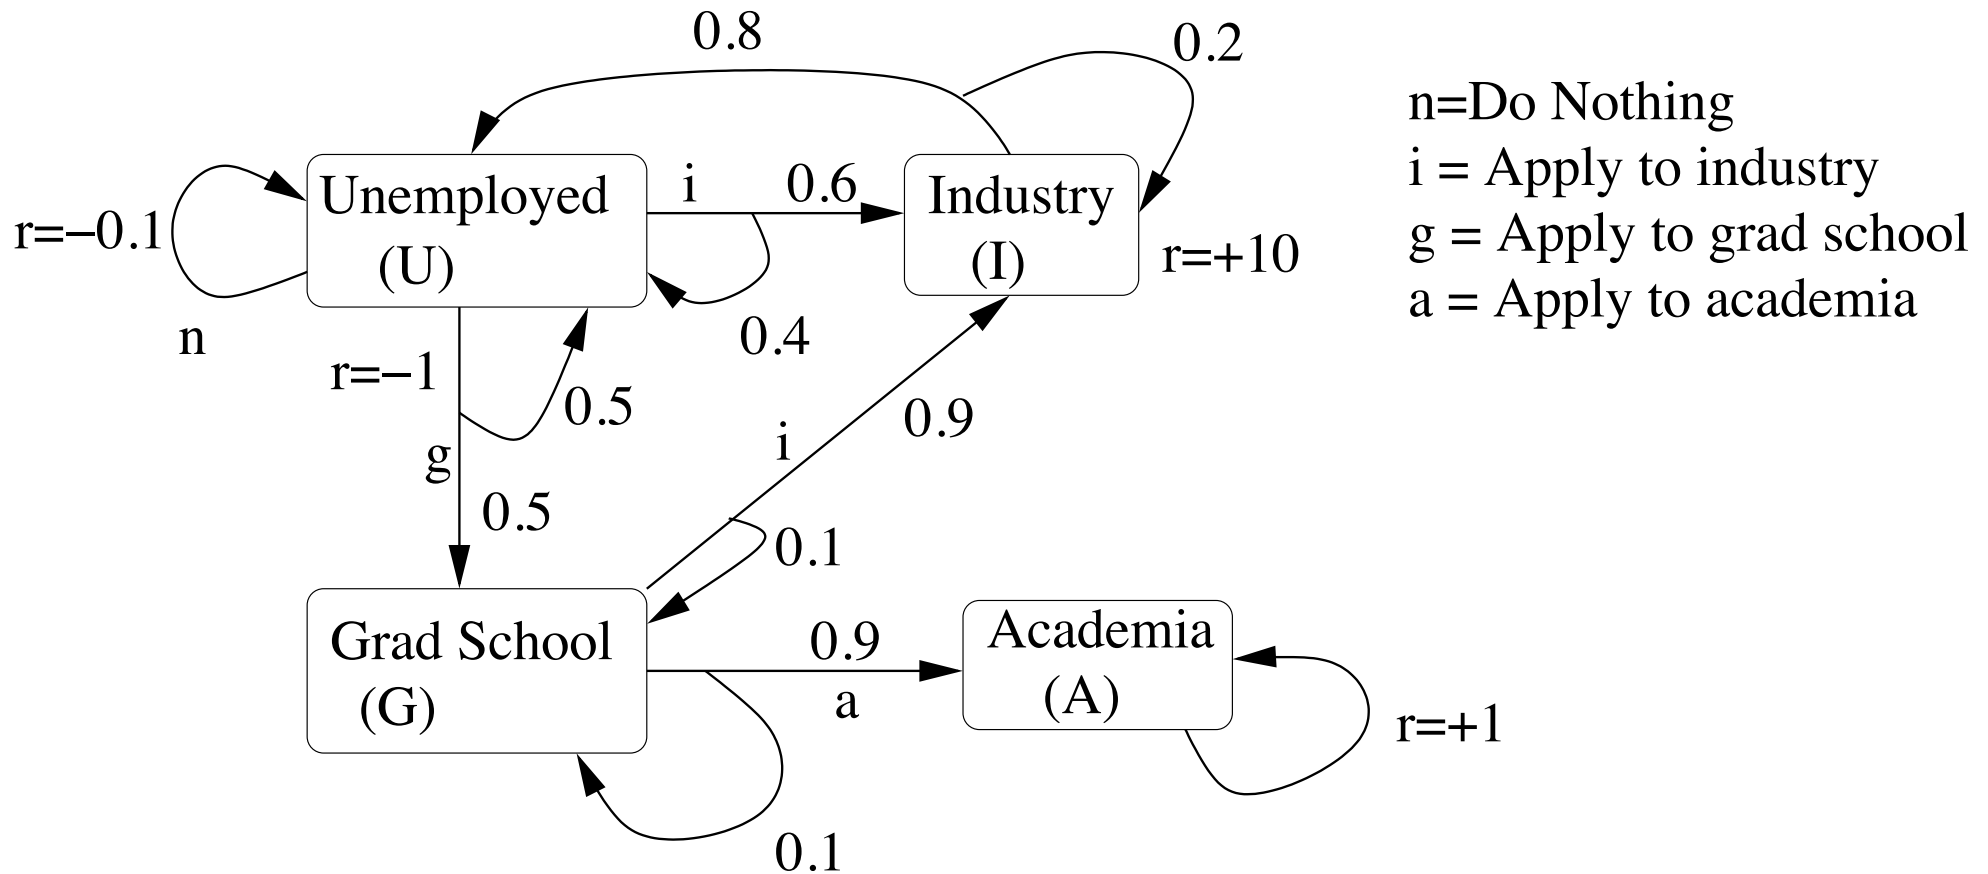 0.8
0.2
n=Do Nothing
i = Apply to industry
g = Apply to grad school
a = Apply to academia
r=−0.1
n
Unemployed
(U)
i
0.6
0.4
Industry
(I)
r=+10
r=−1
0.5
g
0.5
i
0.9
0.1
Grad School
(G)
0.9
a
0.1
Academia
(A)
r=+1